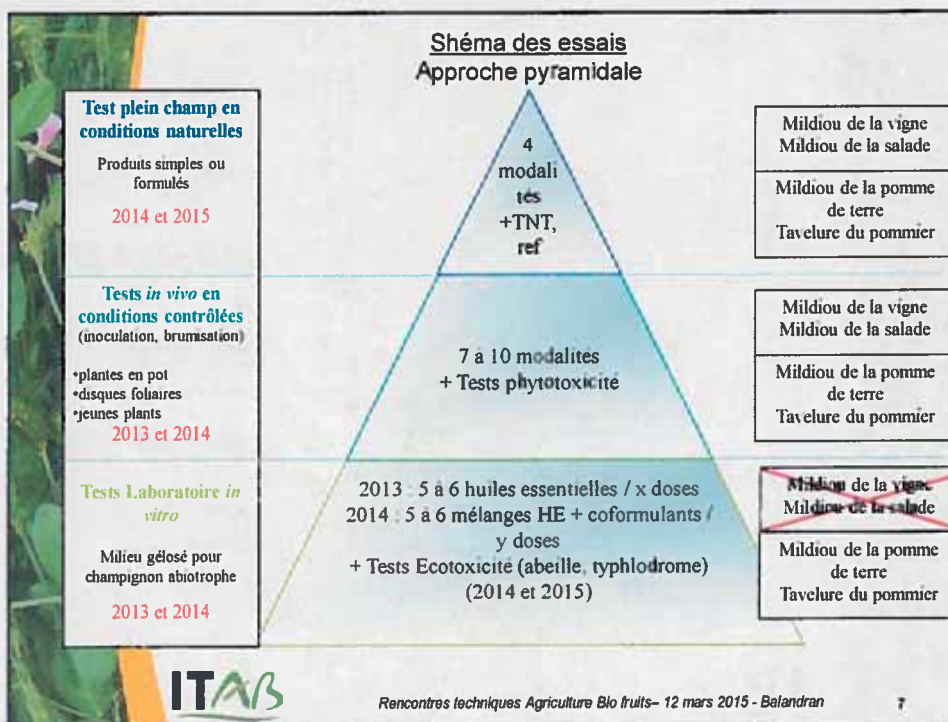 Shéma des essais
Approche pyramidale
Test plein champ en
conditions naturelles
Produits simples ou
formulés
2014 et 2015
4
modali
tés
+TNT,
ref
Mildiou de la vigne
Mildiou de la salade
Mildiou de la pomme
de terre
Tavelure du pommier
Tests in vivo en
conditions contrôlées
(inoculation, brumisation)
•plantes en pot
•disques foliaires
•jeunes plants
2013 et 2014
7 à 10 modalités
+ Tests phytotoxicité
Mildiou de la vigne
Mildiou de la salade
Mildiou de la pomme
de terre
Tavelure du pommier
Tests Laboratoire in
vitro
Milieu gélosé pour
champignon abiotrophe
2013 et 2014
2013 : 5 à 6 huiles essentielles / x doses
2014 : 5 à 6 mélanges HE + coformulants /
y doses
+ Tests Ecotoxicité (abeille, typhlodrome)
(2014 et 2015)
Mildiou de la vigne
Mildiou de la salade
Mildiou de la pomme
de terre
Tavelure du pommier
ITAB
Rencontres techniques Agriculture Bio fruits– 12 mars 2015 - Balandran
7